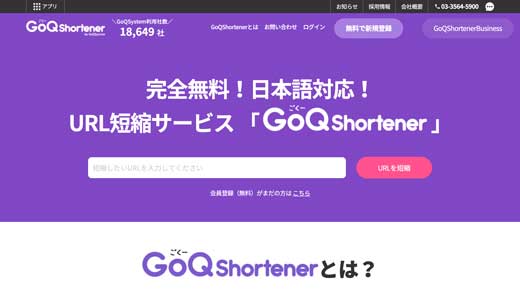 アプリ
お知らせ
採用情報
会社概要
03-3564-5900
GoQ Shortener
by GoQSystem
＼GoQSystem利用社数／
18,649 社
GoQShortenerとは
お問い合わせ
ログイン
無料で新規登録
GoQShortenerBusiness
完全無料！日本語対応！
ごくー
URL短縮サービス 「GoQ Shortener 」
短縮したいURLを入力してください
URLを短縮
会員登録（無料）がまだの方は こちら
ごくー
GoQ Shortenerとは？